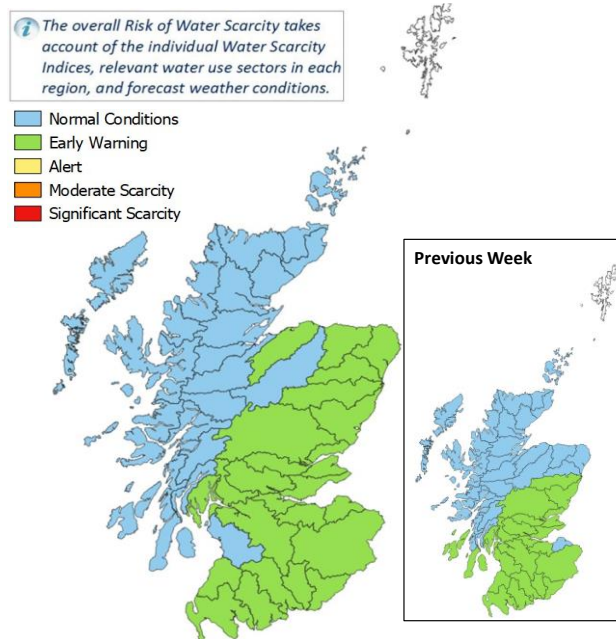 The overall Risk of Water Scarcity takes
account of the individual Water Scarcity
Indices, relevant water use sectors in each
region, and forecast weather conditions.
Normal Conditions
Early Warning
Alert
Moderate Scarcity
Significant Scarcity
Previous Week